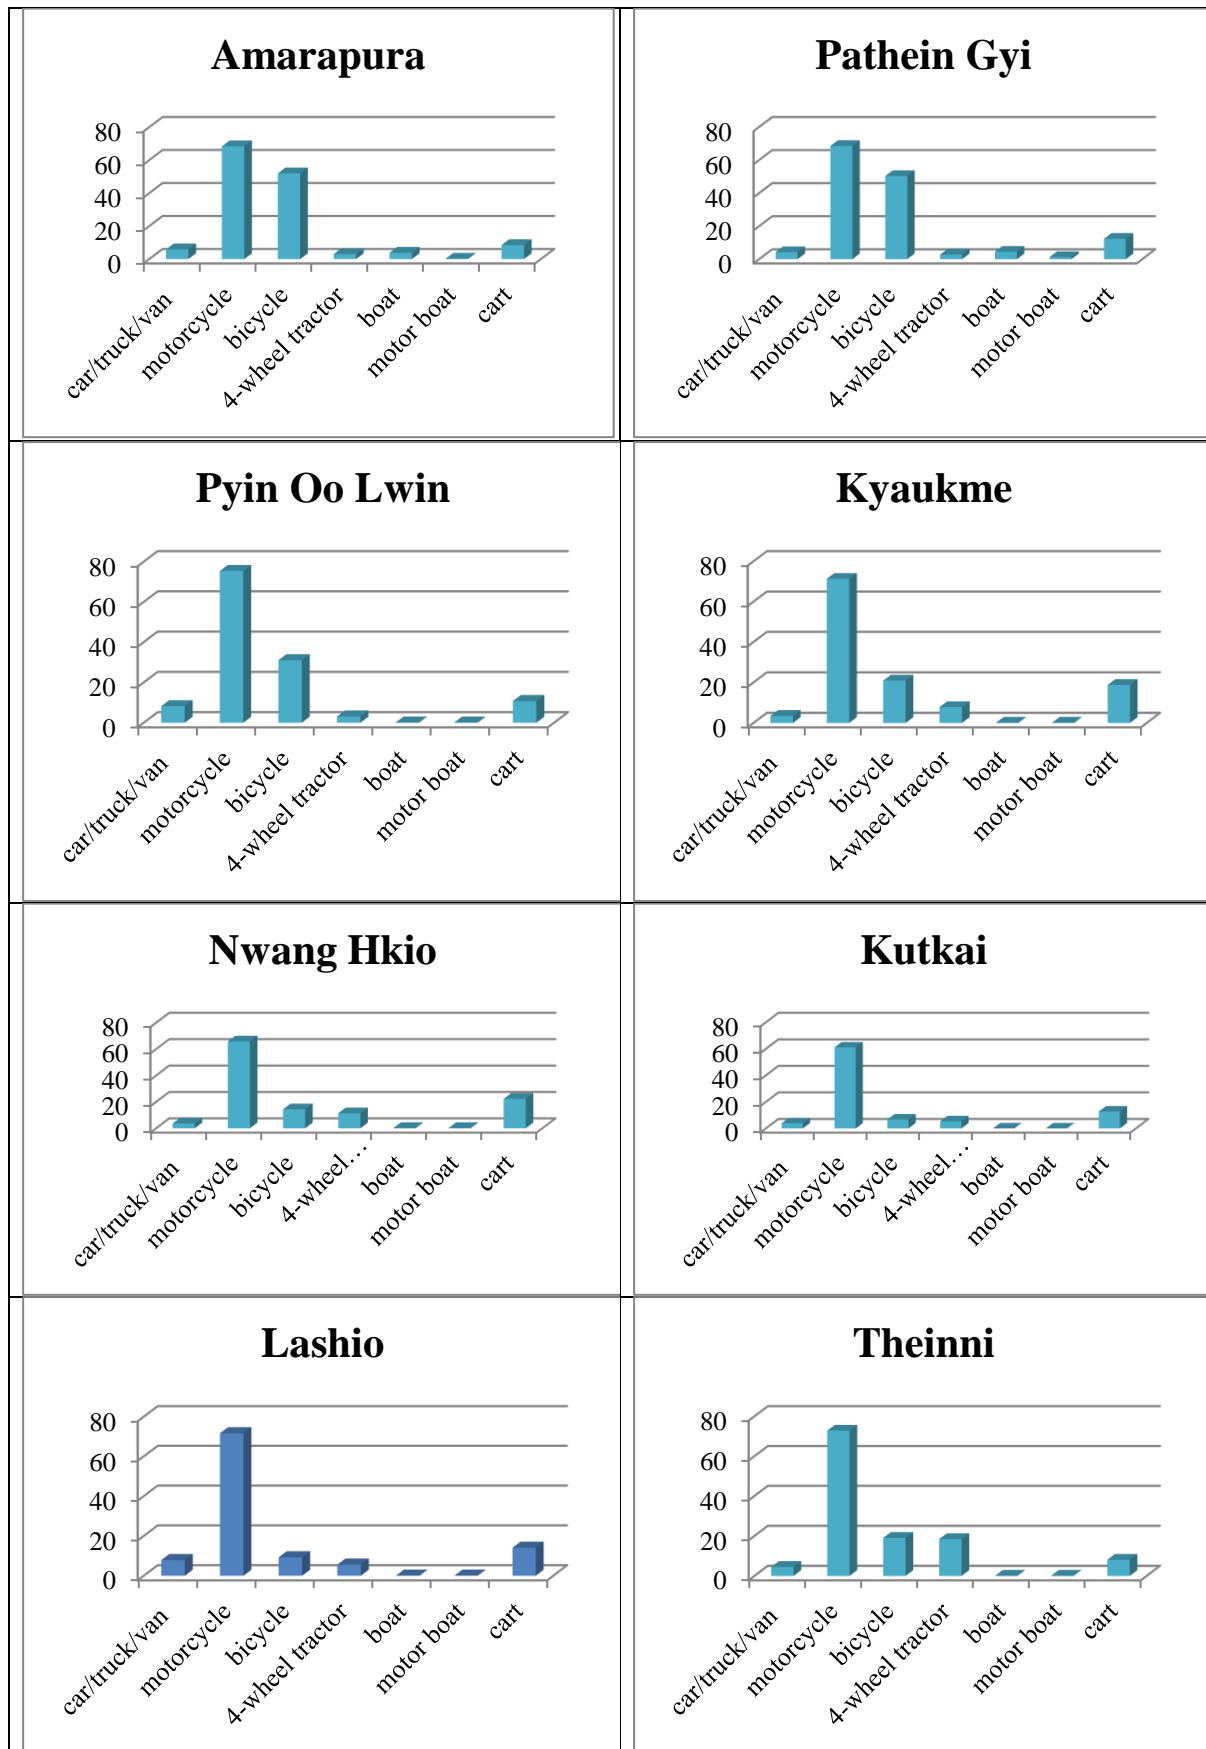 Amarapura
80
60
40
20
0
car/truck/van
motorcycle
bicycle
4-wheel tractor
boat
motor boat
cart
Pathein Gyi
80
60
40
20
0
car/truck/van
motorcycle
bicycle
4-wheel tractor
boat
motor boat
cart
Pyin Oo Lwin
80
60
40
20
0
car/truck/van
motorcycle
bicycle
4-wheel tractor
boat
motor boat
cart
Kyaukme
80
60
40
20
0
car/truck/van
motorcycle
bicycle
4-wheel tractor
boat
motor boat
cart
Nwang Hkio
80
60
40
20
0
car/truck/van
motorcycle
bicycle
4-wheel…
boat
motor boat
cart
Kutkai
80
60
40
20
0
car/truck/van
motorcycle
bicycle
4-wheel…
boat
motor boat
cart
Lashio
80
60
40
20
0
car/truck/van
motorcycle
bicycle
4-wheel tractor
boat
motor boat
cart
Theinni
80
60
40
20
0
car/truck/van
motorcycle
bicycle
4-wheel tractor
boat
motor boat
cart